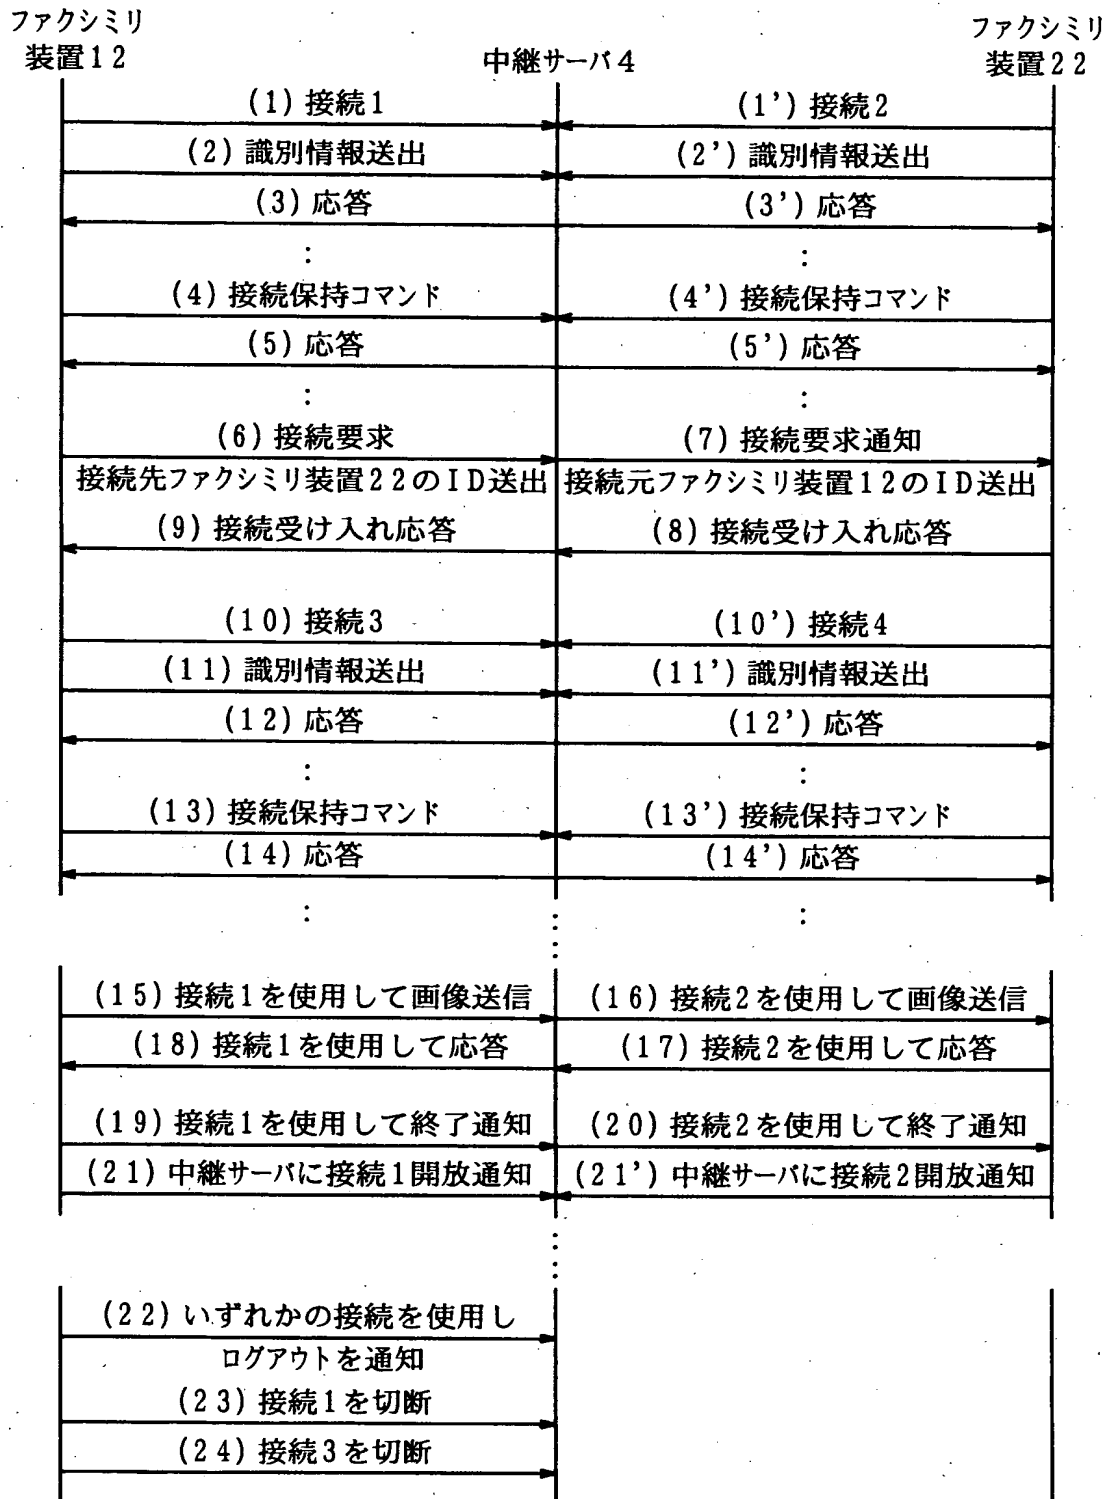 ファクシミリ
装置12
中継サーバ4
ファクシミリ
装置22
(1)接続1
(1')接続2
(2)識別情報送出
(2')識別情報送出
(3)応答
(3')応答
:
:
(4)接続保持コマンド
(4')接続保持コマンド
(5)応答
(5')応答
:
:
(6)接続要求
(7)接続要求通知
接続先ファクシミリ装置22のID送出
接続元ファクシミリ装置12のID送出
(9)接続受け入れ応答
(8)接続受け入れ応答
(10)接続3
(10')接続4
(11)識別情報送出
(11')識別情報送出
(12)応答
(12')応答
:
:
(13)接続保持コマンド
(13')接続保持コマンド
(14)応答
(14')応答
:
:
(15)接続1を使用して画像送信
(16)接続2を使用して画像送信
(18)接続1を使用して応答
(17)接続2を使用して応答
(19)接続1を使用して終了通知
(20)接続2を使用して終了通知
(21)中継サーバに接続1開放通知
(21')中継サーバに接続2開放通知
(22)いずれかの接続を使用し
ログアウトを通知
(23)接続1を切断
(24)接続3を切断